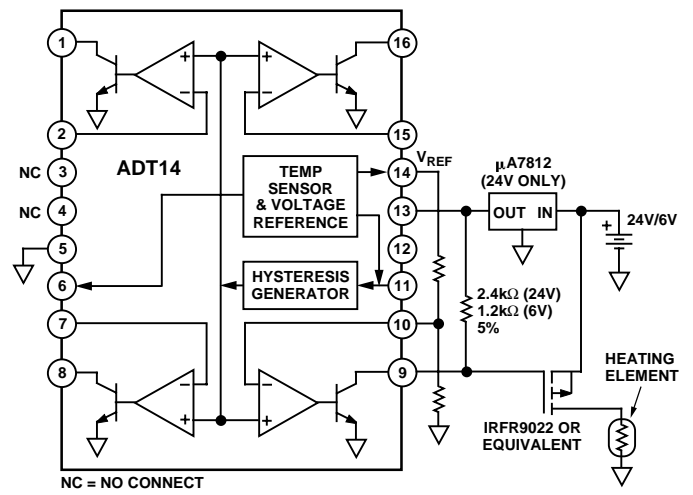 1
16
2
15
NC 3
ADT14
14
VREF
NC 4
13
5
12
6
11
7
10
8
9
TEMP
SENSOR
& VOLTAGE
REFERENCE
HYSTERESIS
GENERATOR
+
+
−
−
−
−
+
+
μA7812
(24V ONLY)
OUT IN
+
24V/6V
2.4kΩ (24V)
1.2kΩ (6V)
5%
HEATING
ELEMENT
IRFR9022 OR
EQUIVALENT
NC = NO CONNECT